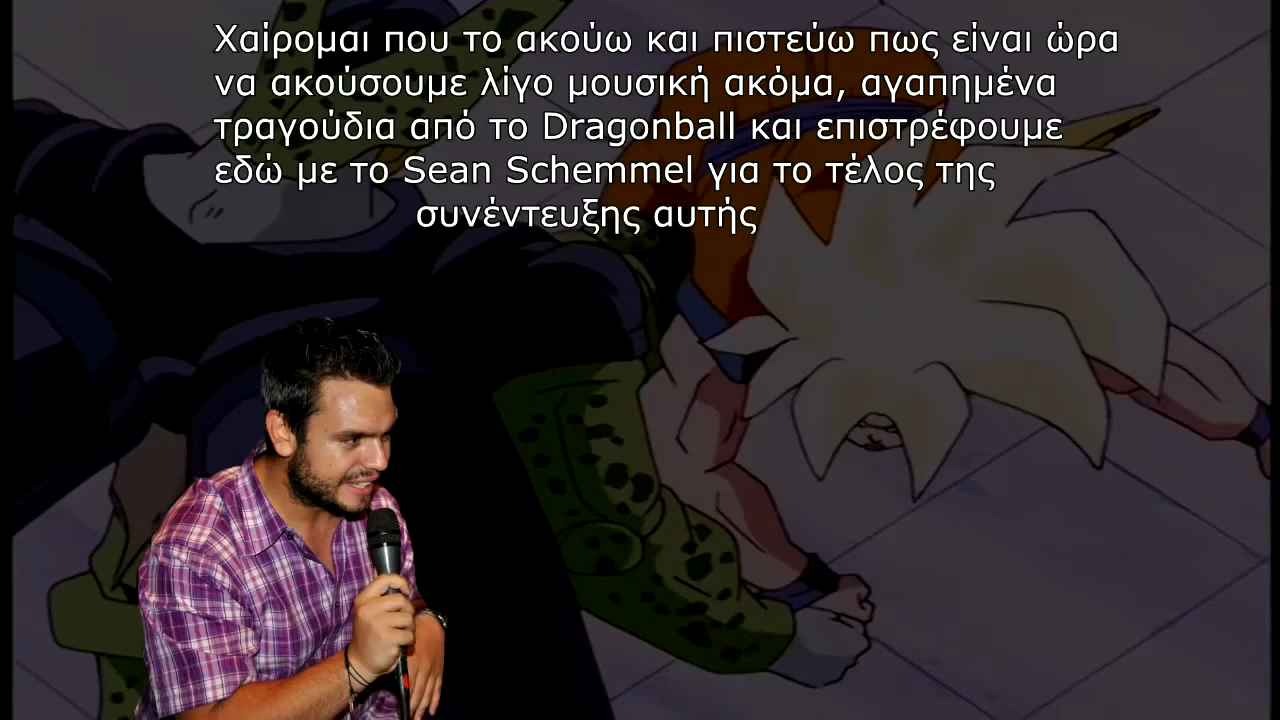 Χαίρομαι που το ακούω και πιστεύω πως είναι ώρα
να ακούσουμε λίγο μουσική ακόμα, αγαπημένα
τραγούδια από το Dragonball και επιστρέφουμε
εδώ με το Sean Schemmel για το τέλος της
συνέντευξης αυτής